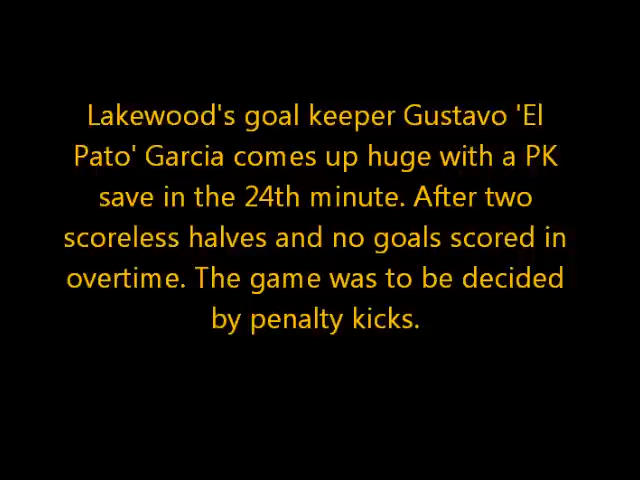 Lakewood's goal keeper Gustavo 'El
Pato' Garcia comes up huge with a PK
save in the 24th minute. After two
scoreless halves and no goals scored in
overtime. The game was to be decided
by penalty kicks.